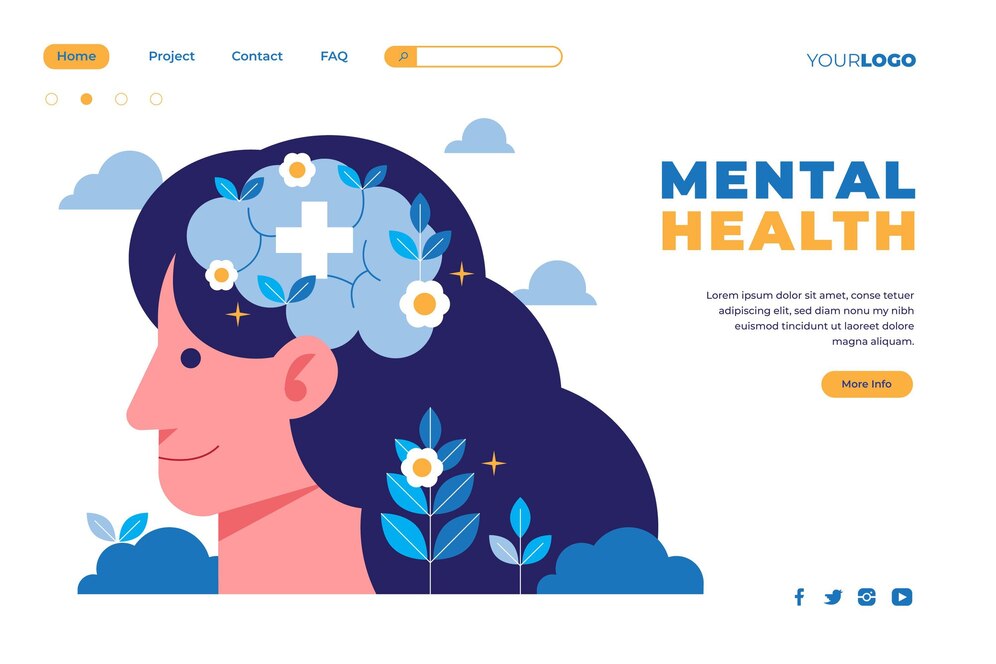 Home Project Contact FAQ
YOURLOGO
MENTAL
HEALTH
Lorem ipsum dolor sit amet, conse tetur
adipiscing elit, sed diam nonu my nibh
euismod tincidunt ut laoreet dolore
magna aliquam.
More Info